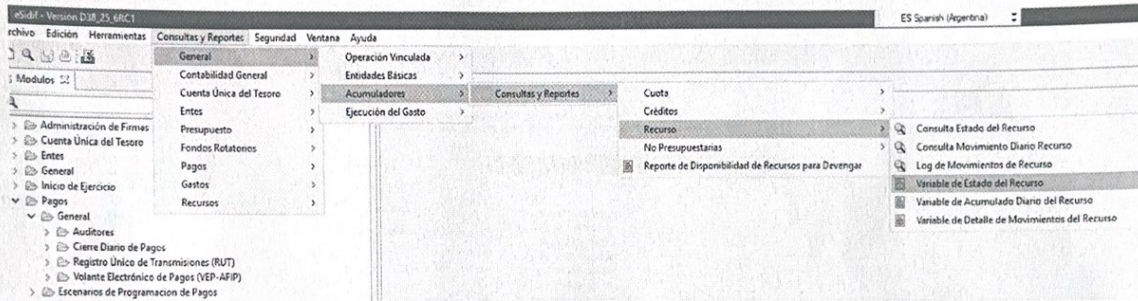 eSidif - Versión D38_25_6RC1
ES Spanish (Argentina)
rchivo Edición Herramientas Consultas y Reportes Seguridad Ventana Ayuda
Modulos
Administración de Firmas
Cuenta Única del Tesoro
Entes
General
Inicio de Ejercicio
Pagos
General
Auditores
Cierre Diario de Pagos
Registro Único de Transmisiones (RUT)
Volante Electrónico de Pagos (VEP-AFIP)
Escenarios de Programacion de Pagos
General
Contabilidad General
Cuenta Única del Tesoro
Entes
Presupuesto
Fondos Rotatorios
Pagos
Gastos
Recursos
Operación Vinculada
Entidades Básicas
Acumuladores
Ejecución del Gasto
Consultas y Reportes
Cuota
Créditos
Recurso
No Presupuestarias
Reporte de Disponibilidad de Recursos para Devengar
Consulta Estado del Recurso
Consulta Movimiento Diario Recurso
Log de Movimientos de Recurso
Variable de Estado del Recurso
Variable de Acumulado Diario del Recurso
Variable de Detalle de Movimientos del Recurso